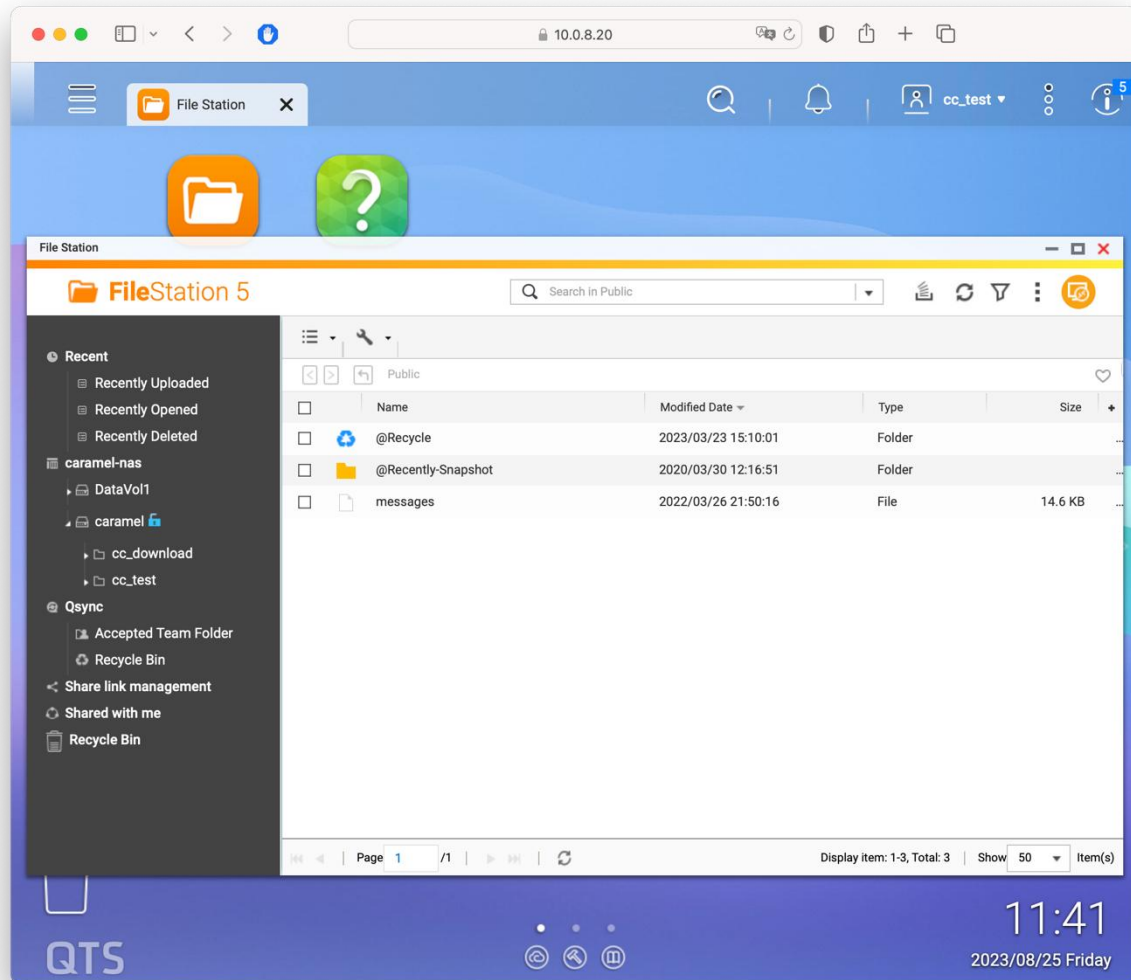 10.0.8.20
File Station
cc_test
5
File Station
FileStation 5
Search in Public
Recent
Recently Uploaded
Recently Opened
Recently Deleted
caramel-nas
DataVol1
caramel
cc_download
cc_test
Qsync
Accepted Team Folder
Recycle Bin
Share link management
Shared with me
Recycle Bin
Public
Name Modified Date Type Size
@Recycle 2023/03/23 15:10:01 Folder ...
@Recently-Snapshot 2020/03/30 12:16:51 Folder ...
messages 2022/03/26 21:50:16 File 14.6 KB ...
Page 1 /1 Display item: 1-3, Total: 3 Show 50 Item(s)
11:41
QTS
2023/08/25 Friday